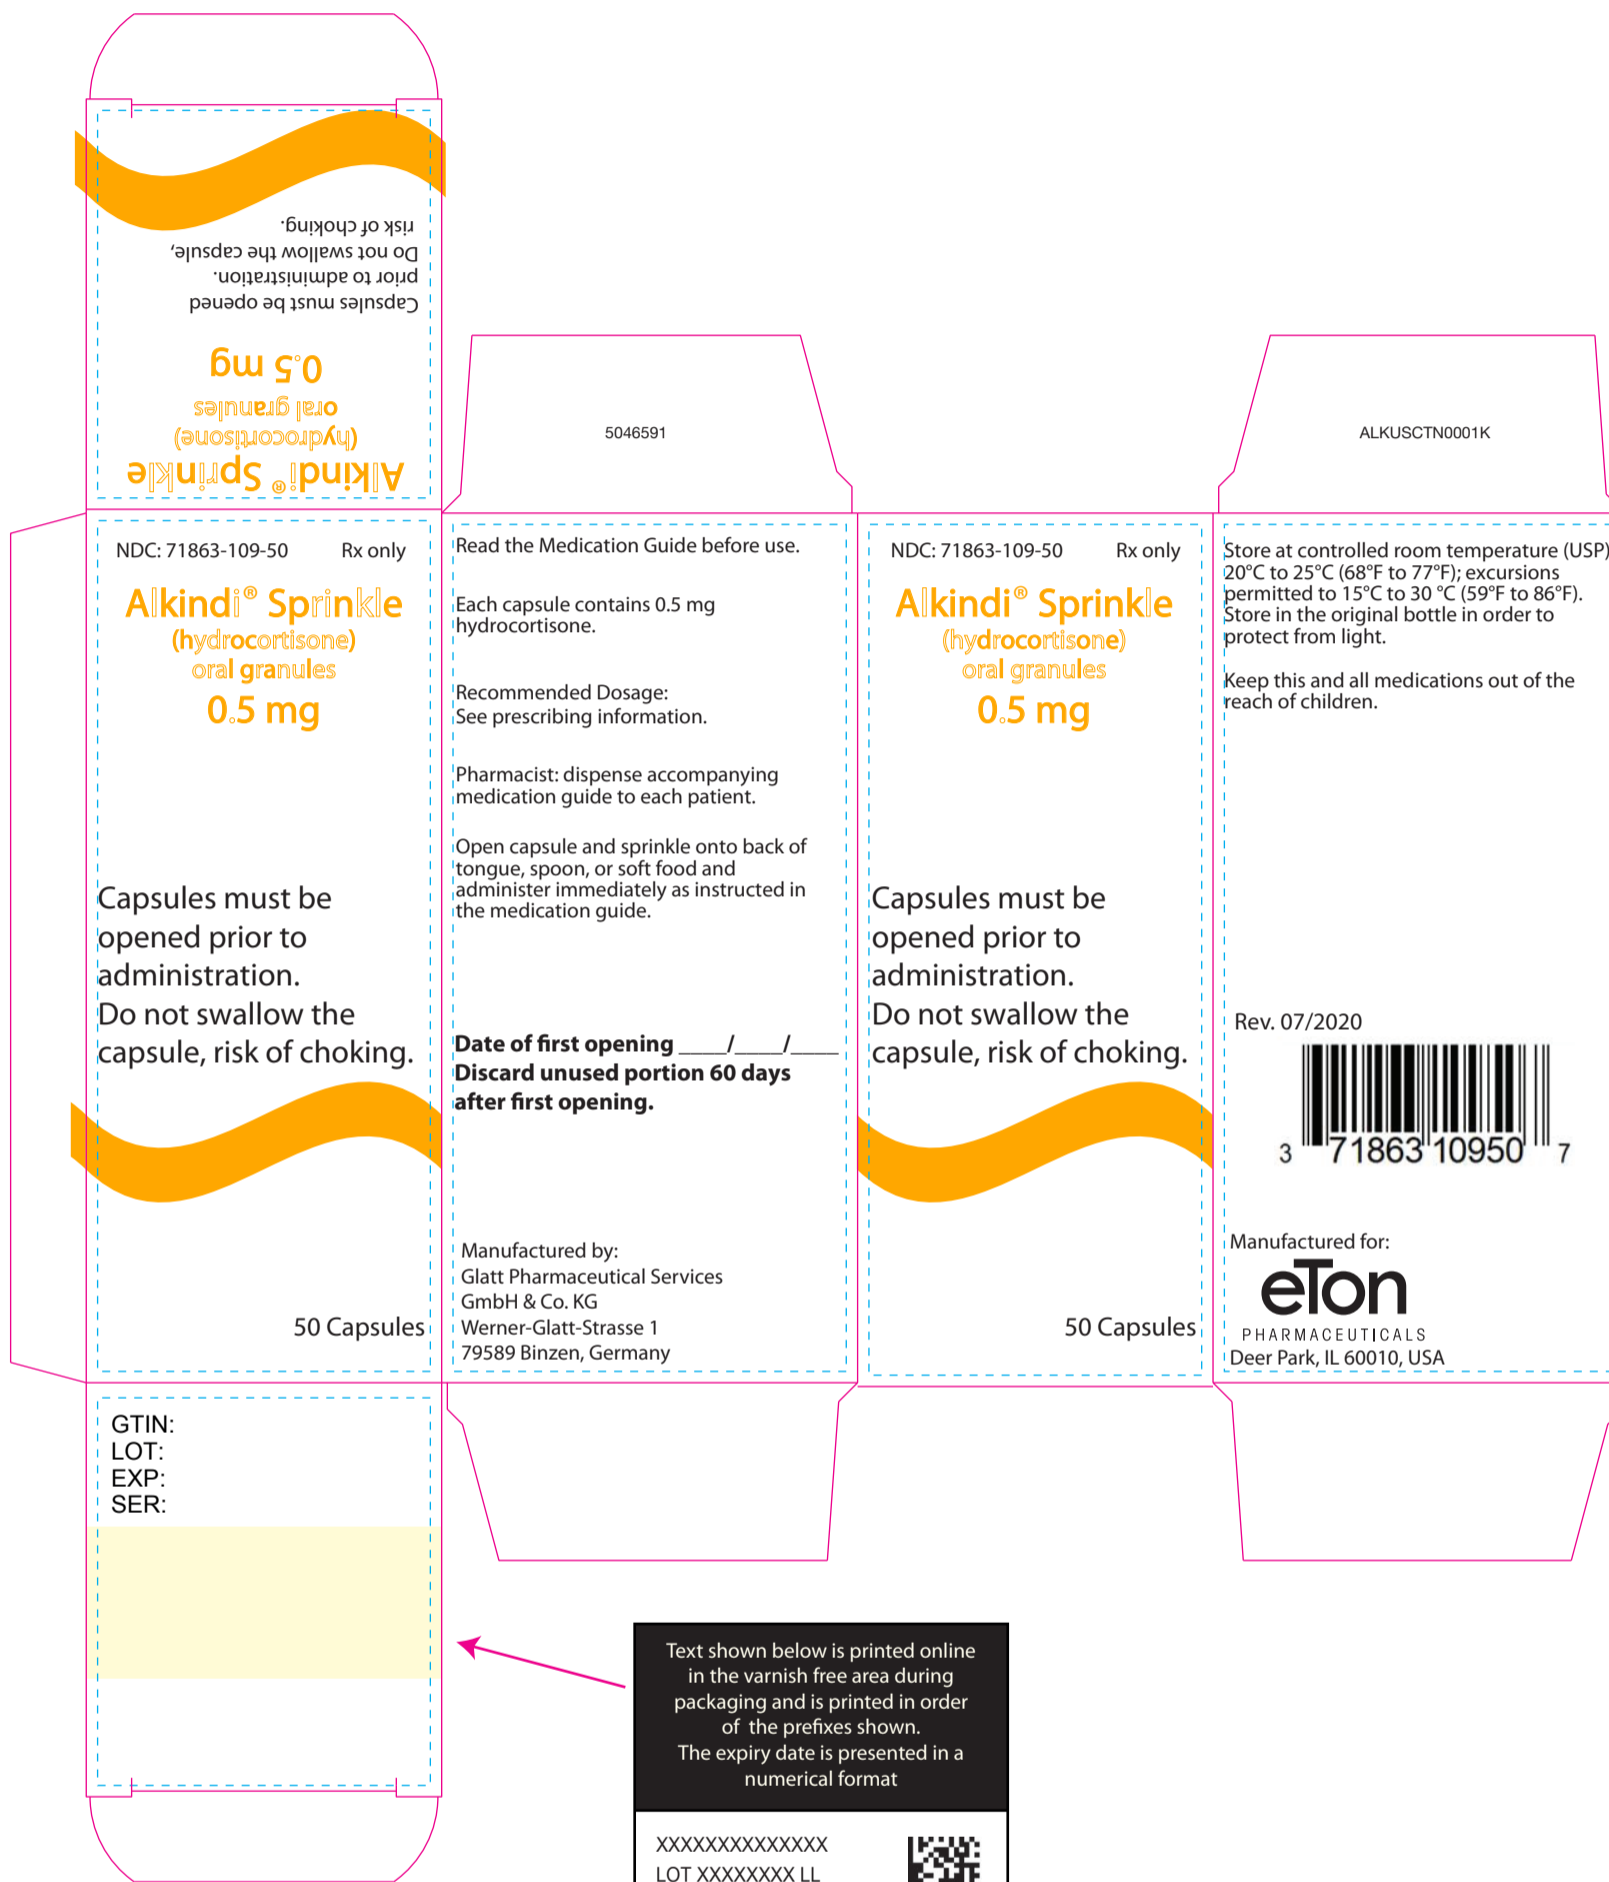 Capsules must be opened
prior to administration.
Do not swallow the capsule,
risk of choking.
Alkindi® Sprinkle
(hydrocortisone)
oral granules
0.5 mg
5046591
ALKUSCTN0001K
NDC: 71863-109-50 Rx only
Alkindi® Sprinkle
(hydrocortisone)
oral granules
0.5 mg
Capsules must be
opened prior to
administration.
Do not swallow the
capsule, risk of choking.
50 Capsules
Read the Medication Guide before use.
Each capsule contains 0.5 mg
hydrocortisone.
Recommended Dosage:
See prescribing information.
Pharmacist: dispense accompanying
medication guide to each patient.
Open capsule and sprinkle onto back of
tongue, spoon, or soft food and
administer immediately as instructed in
the medication guide.
Date of first opening ____/____/____
Discard unused portion 60 days
after first opening.
Manufactured by:
Glatt Pharmaceutical Services
GmbH & Co. KG
Werner-Glatt-Strasse 1
79589 Binzen, Germany
NDC: 71863-109-50 Rx only
Alkindi® Sprinkle
(hydrocortisone)
oral granules
0.5 mg
Capsules must be
opened prior to
administration.
Do not swallow the
capsule, risk of choking.
50 Capsules
Store at controlled room temperature (USP)
20°C to 25°C (68°F to 77°F); excursions
permitted to 15°C to 30 °C (59°F to 86°F).
Store in the original bottle in order to
protect from light.
Keep this and all medications out of the
reach of children.
Rev. 07/2020
3 71863 10950 7
Manufactured for:
eTon
PHARMACEUTICALS
Deer Park, IL 60010, USA
GTIN:
LOT:
EXP:
SER:
Text shown below is printed online
in the varnish free area during
packaging and is printed in order
of the prefixes shown.
The expiry date is presented in a
numerical format
XXXXXXXXXXXXXX
LOT XXXXXXXX LL